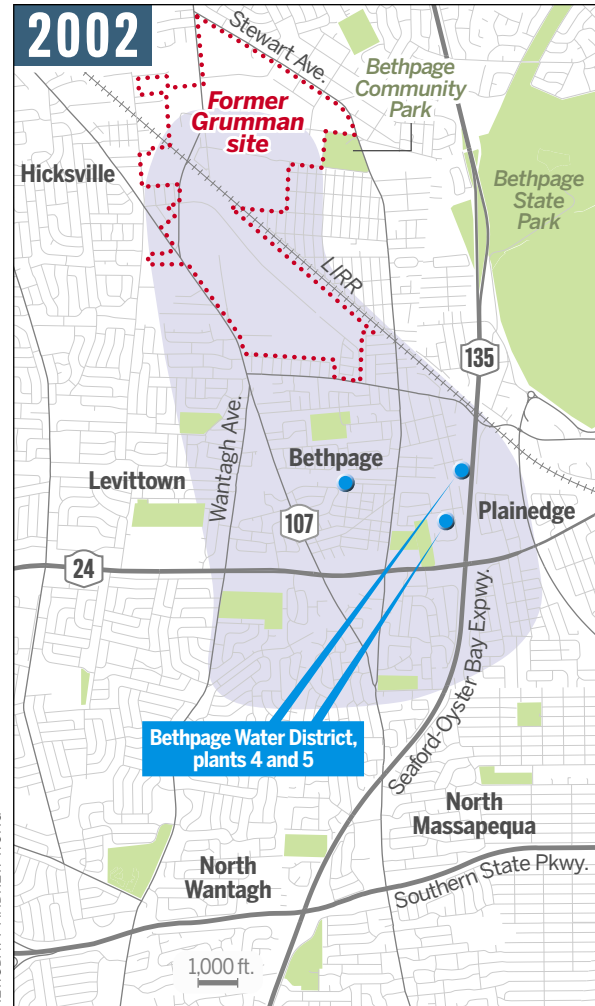 2002
Stewart Ave.
Bethpage
Community
Park
Former
Grumman
site
Hicksville
Bethpage
State
Park
LIRR
135
Wantagh Ave.
Bethpage
Levittown
107
Plainedge
24
Seaford-Oyster Bay Expwy.
Bethpage Water District,
plants 4 and 5
North
Massapequa
North
Wantagh
Southern State Pkwy.
1,000 ft.